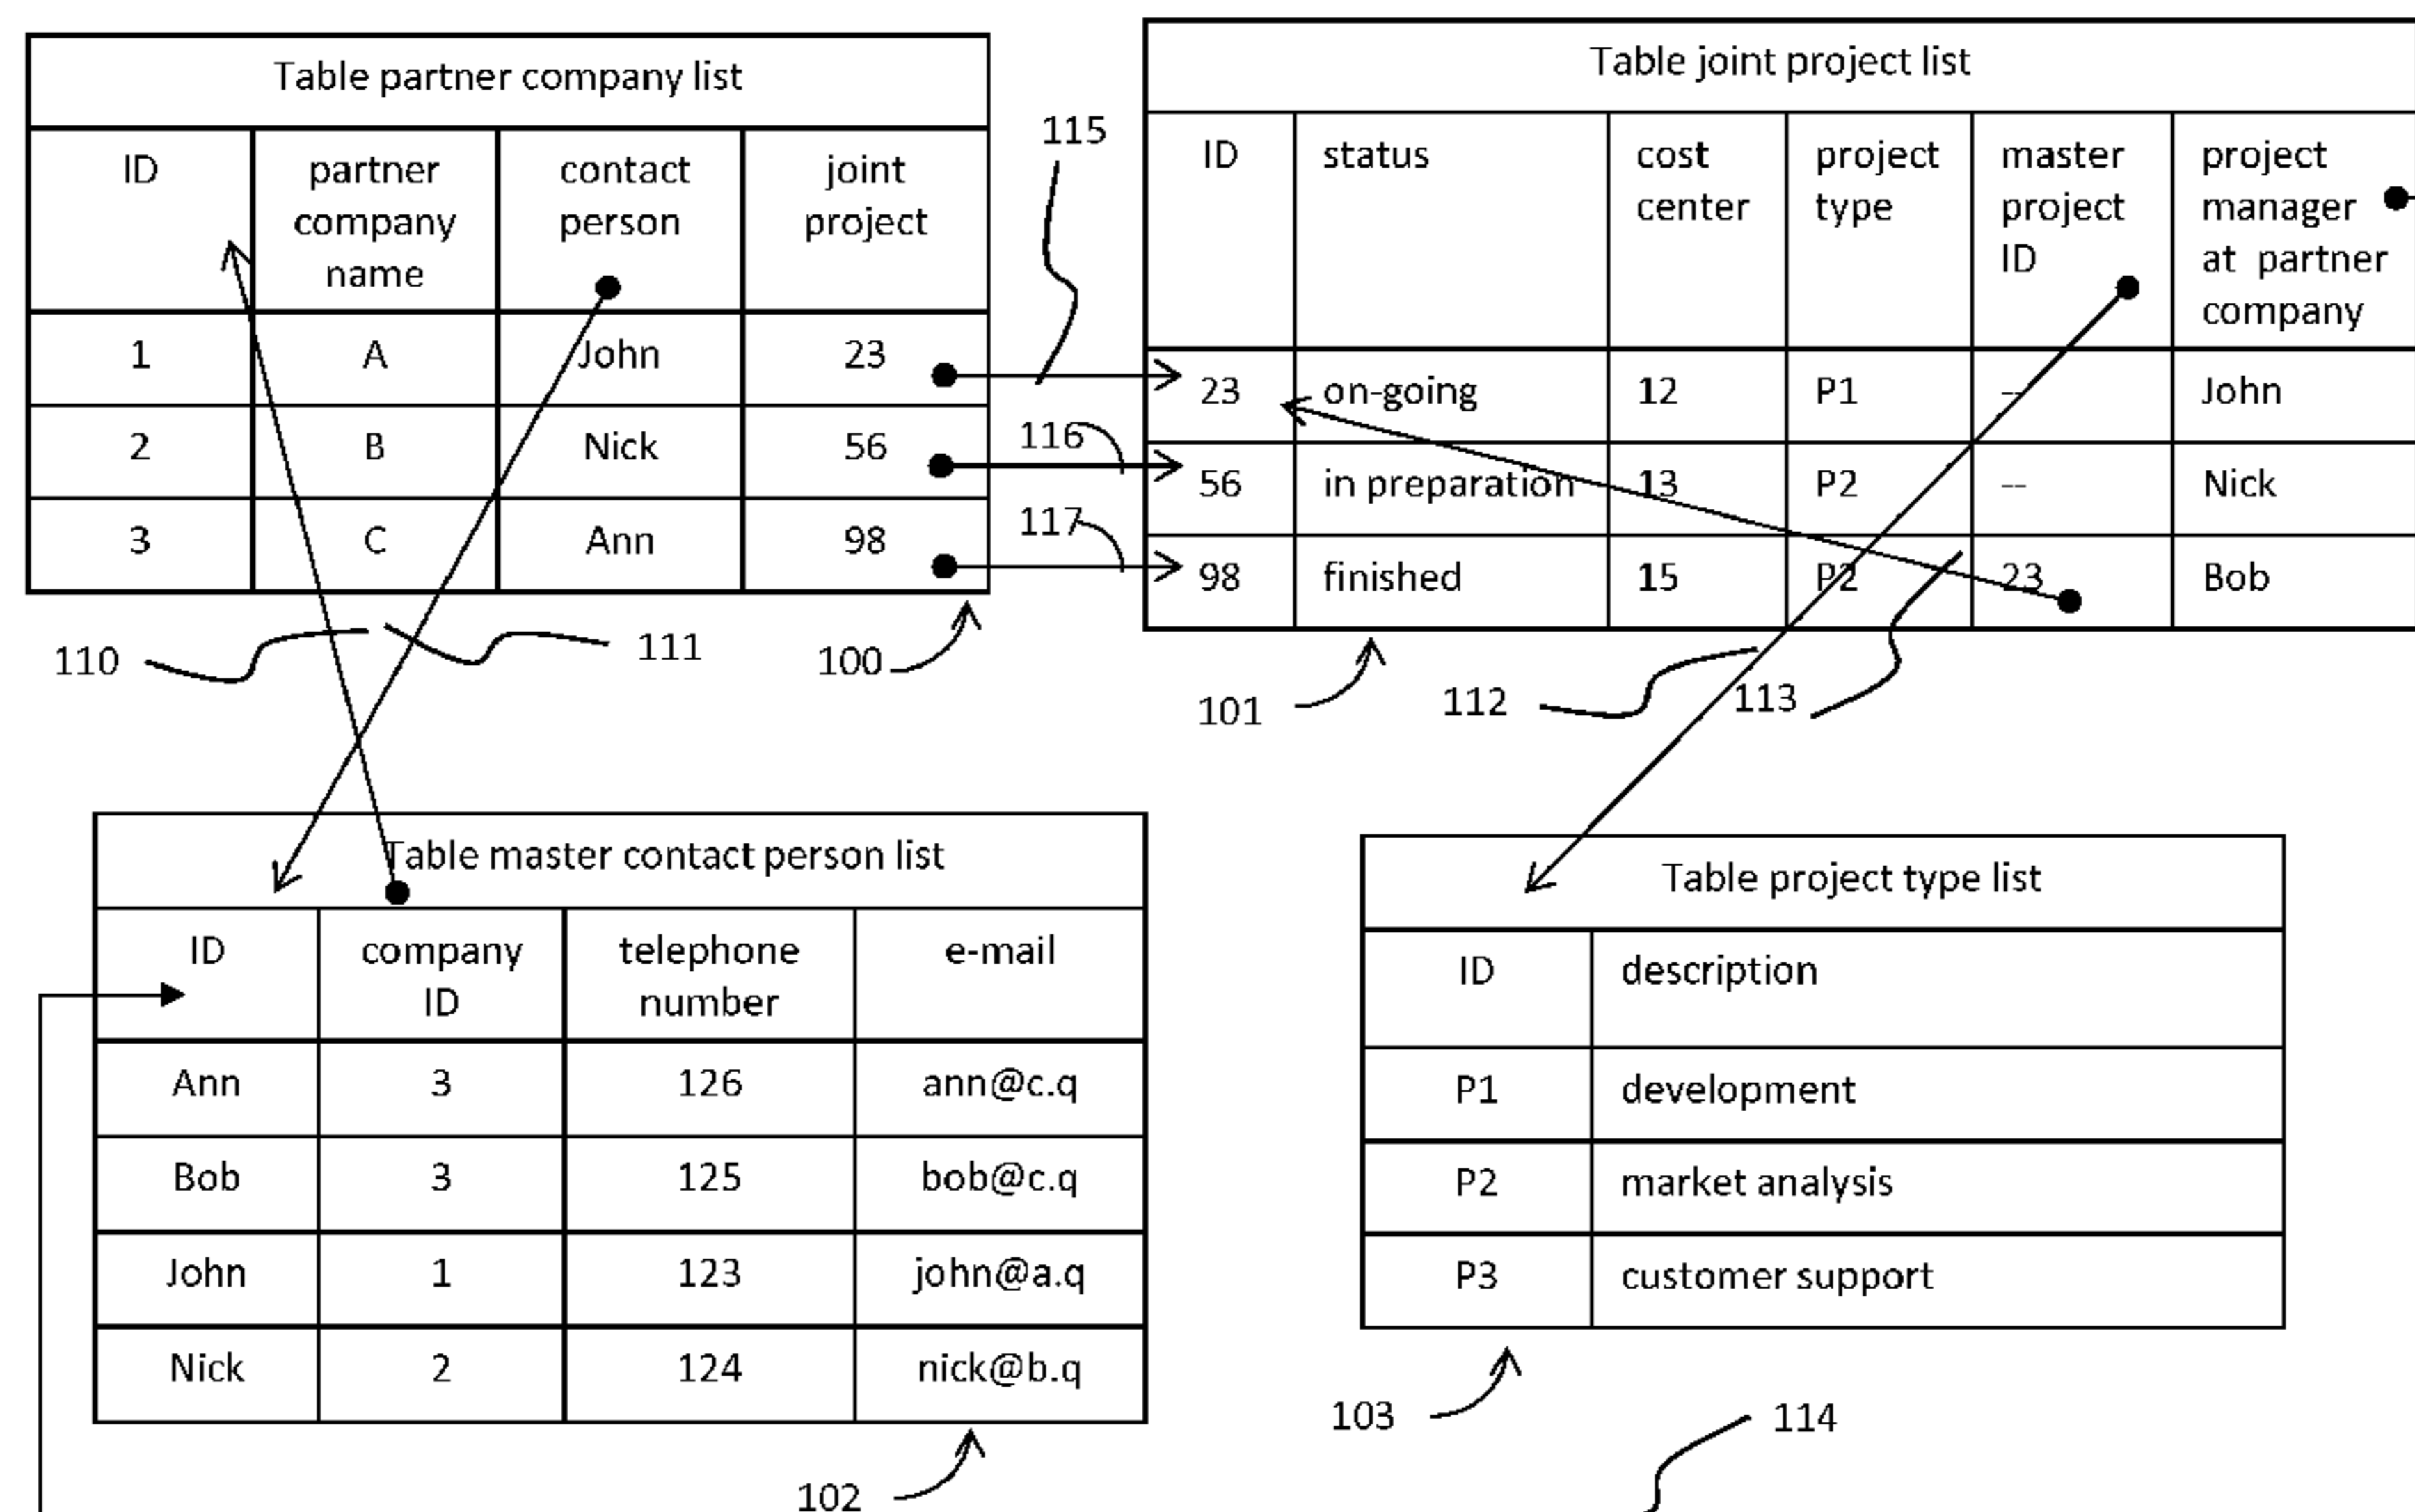 Table partner company list
ID partner company name contact person joint project
1 A John 23
2 B Nick 56
3 C Ann 98
110
111
100
115
116
117
Table joint project list
ID status cost center project type master project ID project manager at partner company
23 on-going 12 P1 -- John
56 in preparation 13 P2 -- Nick
98 finished 15 P2 23 Bob
101
112
113
Table master contact person list
ID company ID telephone number e-mail
Ann 3 126 ann@c.q
Bob 3 125 bob@c.q
John 1 123 john@a.q
Nick 2 124 nick@b.q
102
Table project type list
ID description
P1 development
P2 market analysis
P3 customer support
103
114